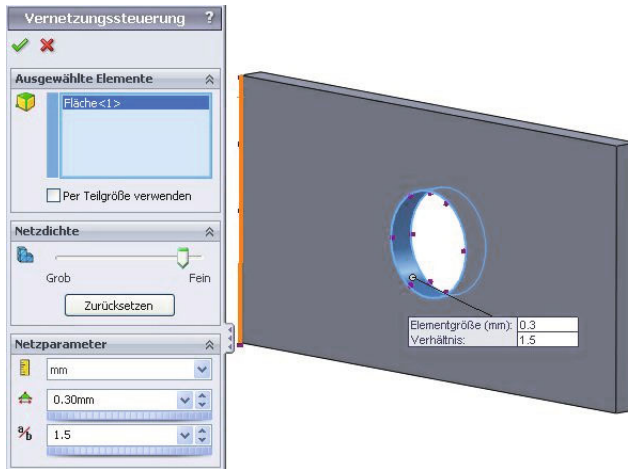 Vernetzungssteuerung ?
Ausgewählte Elemente
Fläche<1>
Per Teilgröße verwenden
Netzdichte
Grob Fein
Zurücksetzen
Netzparameter
mm
0.30mm
a/b 1.5
Elementgröße (mm): 0.3
Verhältnis: 1.5